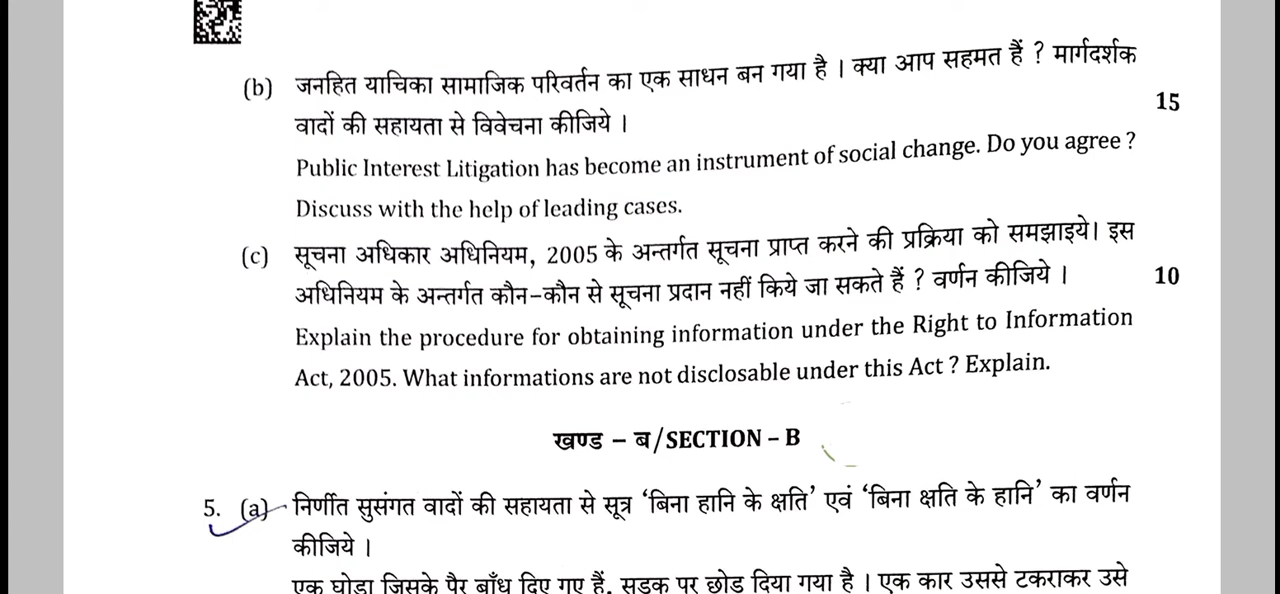 (b) जनहित याचिका सामाजिक परिवर्तन का एक साधन बन गया है । क्या आप सहमत हैं ? मार्गदर्शक
वादों की सहायता से विवेचना कीजिये । 15
Public Interest Litigation has become an instrument of social change. Do you agree ?
Discuss with the help of leading cases.
(c) सूचना अधिकार अधिनियम, 2005 के अन्तर्गत सूचना प्राप्त करने की प्रक्रिया को समझाइये। इस
अधिनियम के अन्तर्गत कौन-कौन से सूचना प्रदान नहीं किये जा सकते हैं ? वर्णन कीजिये । 10
Explain the procedure for obtaining information under the Right to Information
Act, 2005. What informations are not disclosable under this Act ? Explain.
खण्ड – ब/SECTION – B
5. (a) निर्णीत सुसंगत वादों की सहायता से सूत्र ‘बिना हानि के क्षति’ एवं ‘बिना क्षति के हानि’ का वर्णन
कीजिये ।
एक घोड़ा जिसके पैर बाँध दिए गए हैं, सड़क पर छोड़ दिया गया है । एक कार उससे टकराकर उसे